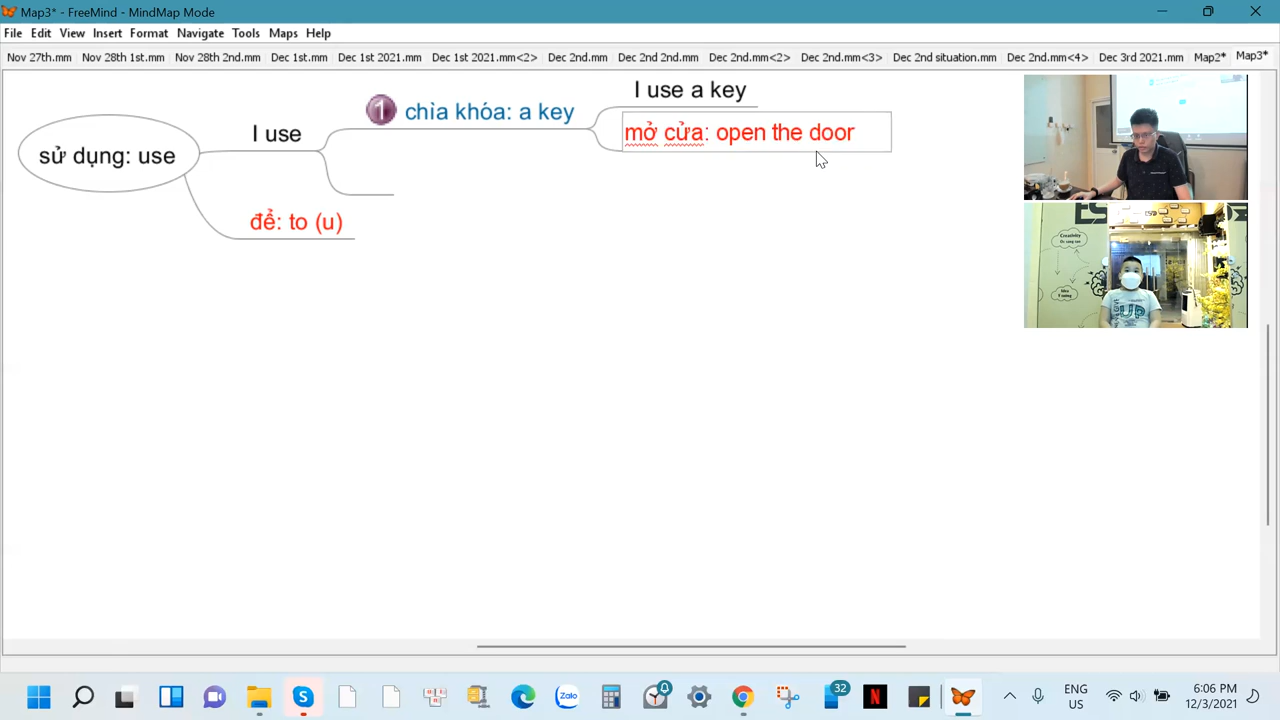 Map3* - FreeMind - MindMap Mode
File Edit View Insert Format Navigate Tools Maps Help
Nov 27th.mm Nov 28th 1st.mm Nov 28th 2nd.mm Dec 1st.mm Dec 1st 2021.mm Dec 1st 2021.mm<2> Dec 2nd.mm Dec 2nd 2nd.mm Dec 2nd.mm<2> Dec 2nd.mm<3> Dec 2nd situation.mm Dec 2nd.mm<4> Dec 3rd 2021.mm Map2* Map3*
sử dụng: use
I use
1 chìa khóa: a key
I use a key
mở cửa: open the door
để: to (u)
Creativity
UP
Zalo
32
N
ENG
US
6:06 PM
12/3/2021